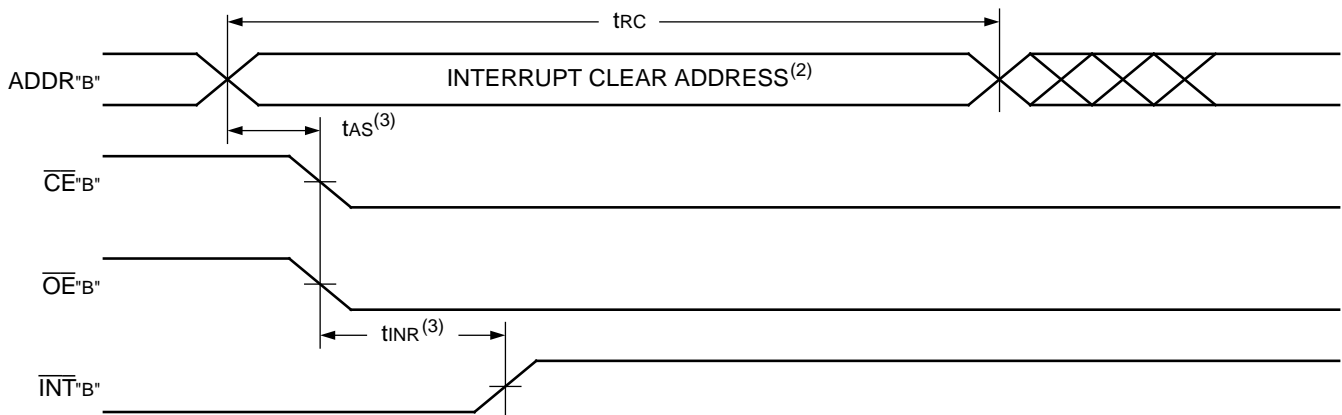 tRC
ADDR"B"
INTERRUPT CLEAR ADDRESS(2)
tAS(3)
CE"B"
OE"B"
tINR(3)
INT"B"